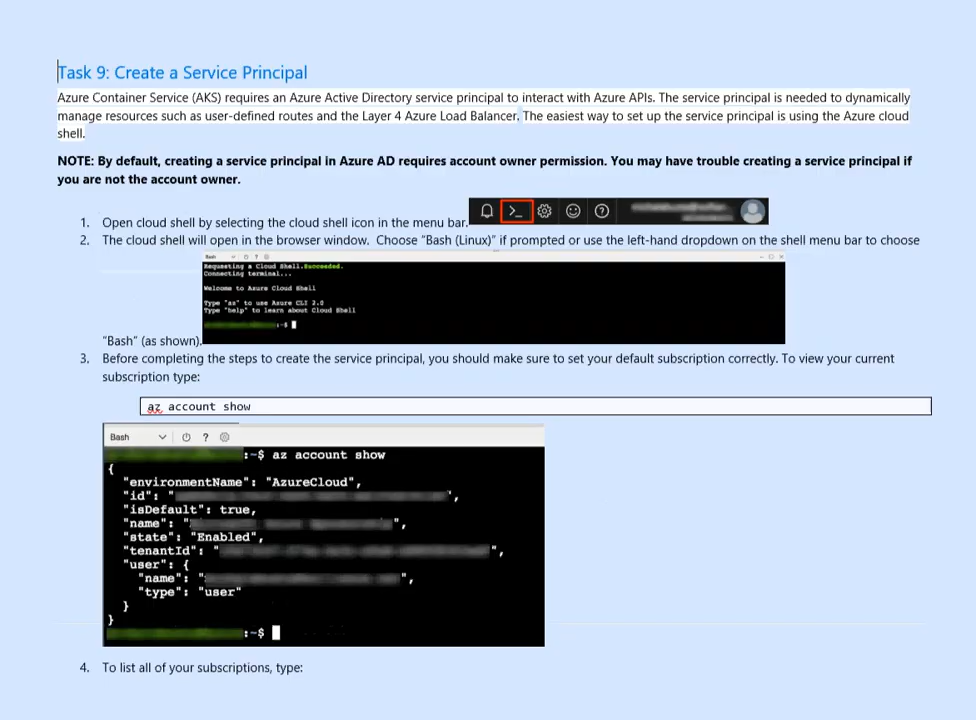 Task 9: Create a Service Principal
Azure Container Service (AKS) requires an Azure Active Directory service principal to interact with Azure APIs. The service principal is needed to dynamically
manage resources such as user-defined routes and the Layer 4 Azure Load Balancer. The easiest way to set up the service principal is using the Azure cloud
shell.
NOTE: By default, creating a service principal in Azure AD requires account owner permission. You may have trouble creating a service principal if
you are not the account owner.
1. Open cloud shell by selecting the cloud shell icon in the menu bar.
2. The cloud shell will open in the browser window. Choose "Bash (Linux)" if prompted or use the left-hand dropdown on the shell menu bar to choose
Bash
Requesting a Cloud Shell.Succeeded.
Connecting terminal...
Welcome to Azure Cloud Shell
Type "az" to use Azure CLI 2.0
Type "help" to learn about Cloud Shell
:~$
"Bash" (as shown).
3. Before completing the steps to create the service principal, you should make sure to set your default subscription correctly. To view your current
subscription type:
az account show
Bash
:~$ az account show
{
"environmentName": "AzureCloud",
"id": "",
"isDefault": true,
"name": "",
"state": "Enabled",
"tenantId": "",
"user": {
"name": "",
"type": "user"
}
}
:~$
4. To list all of your subscriptions, type: